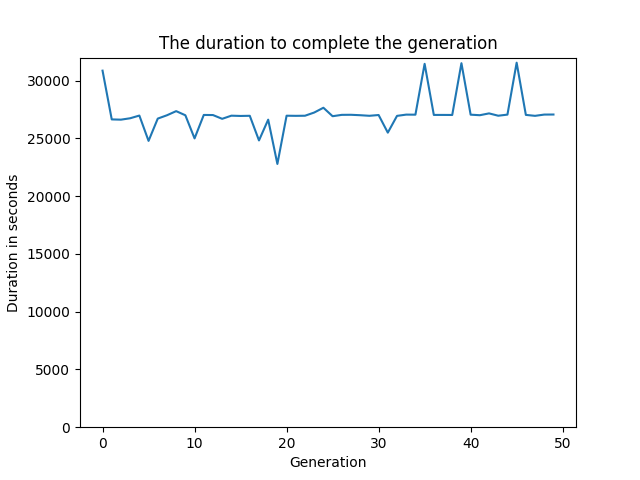 The duration to complete the generation
30000
25000
20000
15000
10000
5000
0
Duration in seconds
0 10 20 30 40 50
Generation